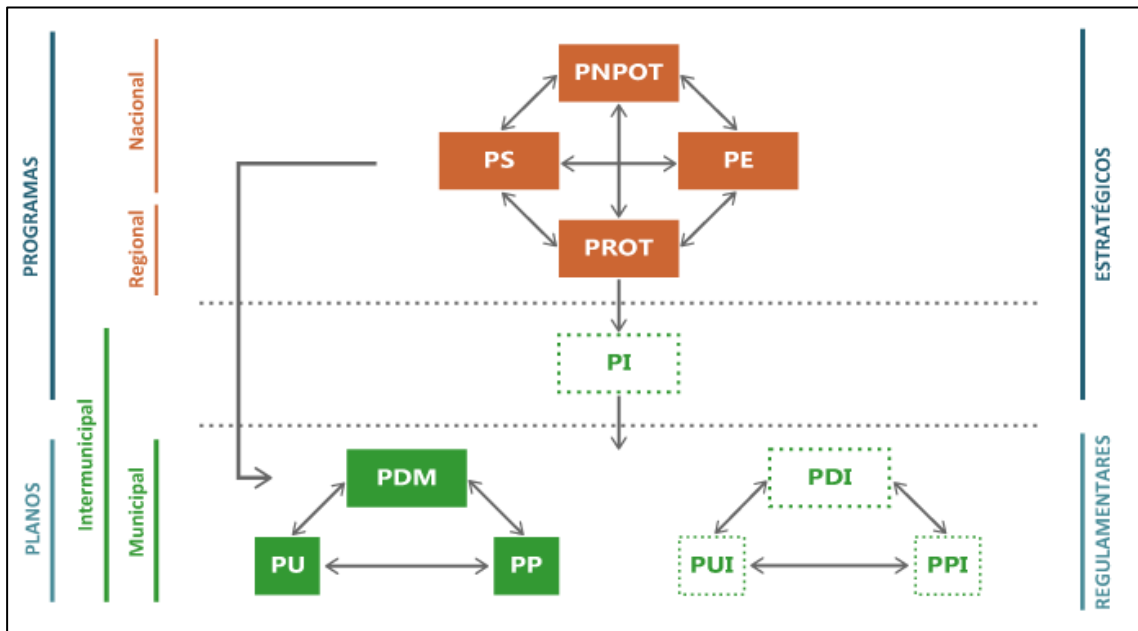 PROGRAMAS
Nacional
Regional
PNPOT
PS
PE
PROT
ESTRATÉGICOS
PI
Intermunicipal
PLANOS
Municipal
PDM
PU
PP
PDI
PUI
PPI
REGULAMENTARES